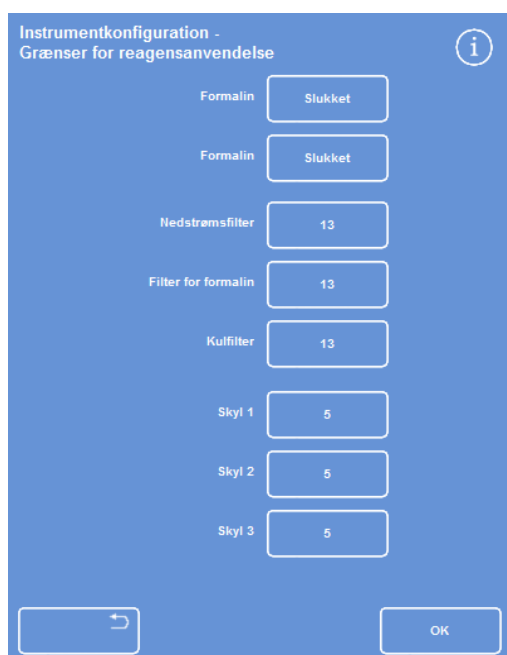 Instrumentkonfiguration -
Grænser for reagensanvendelse
i
Formalin Slukket
Formalin Slukket
Nedstrømsfilter 13
Filter for formalin 13
Kulfilter 13
Skyl 1 5
Skyl 2 5
Skyl 3 5
OK